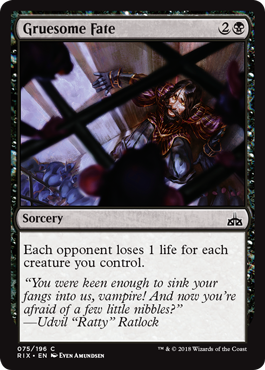 Gruesome Fate 2
Sorcery
Each opponent loses 1 life for each
creature you control.
“You were keen enough to sink your
fangs into us, vampire! And now you’re
afraid of a few little nibbles?”
—Udvil “Ratty” Ratlock
075/196 C
RIX • EN Even Amundsen
™ & © 2018 Wizards of the Coast